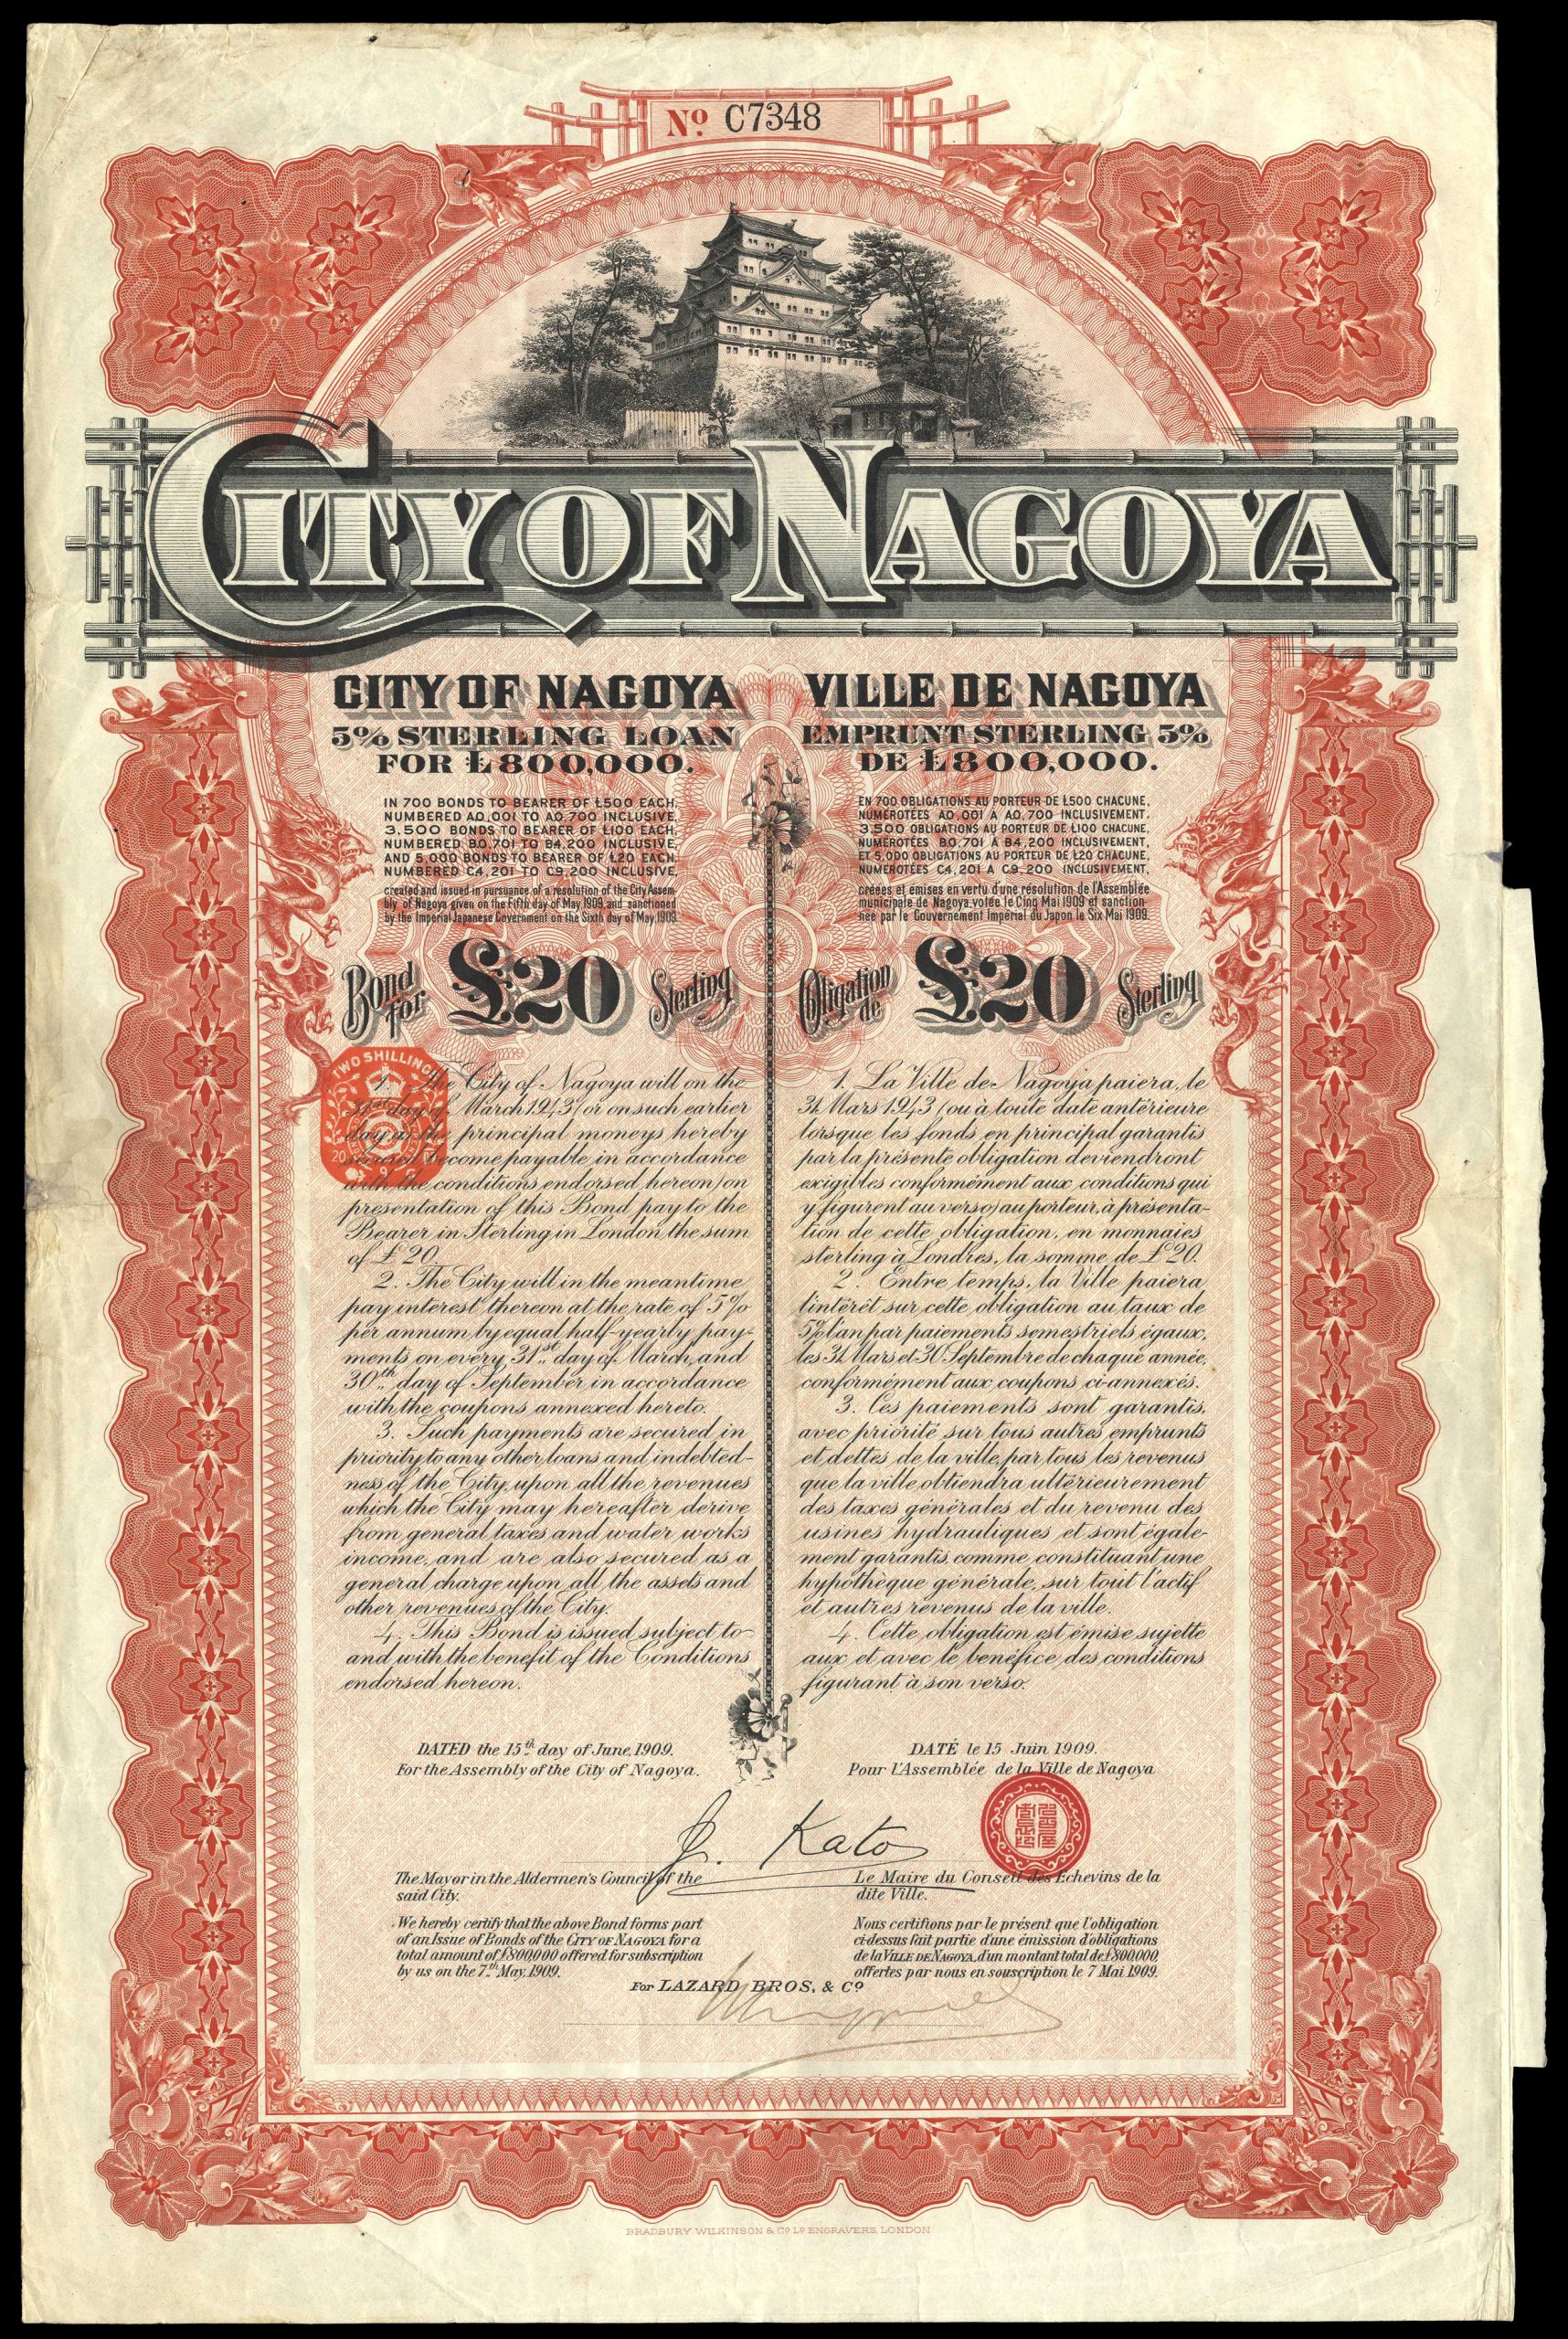 Nº C7348
CITY OF NAGOYA
CITY OF NAGOYA
5% STERLING LOAN
FOR £800,000.
IN 700 BONDS TO BEARER OF £500 EACH,
NUMBERED A0,001 TO A0,700 INCLUSIVE,
3,500 BONDS TO BEARER OF £100 EACH,
NUMBERED B0,701 TO B4,200 INCLUSIVE,
AND 5,000 BONDS TO BEARER OF £20 EACH,
NUMBERED C4,201 TO C9,200 INCLUSIVE,
created and issued in pursuance of a resolution of the City Assem-
bly of Nagoya given on the Fifth day of May, 1909, and sanctioned
by the Imperial Japanese Government on the Sixth day of May, 1909.
Bond for £20 Sterling
TWO SHILLING
20
1. The City of Nagoya will on the
31st day of March 1943 (or on such earlier
day as the principal moneys hereby
secured become payable in accordance
with the conditions endorsed hereon) on
presentation of this Bond pay to the
Bearer in Sterling in London the sum
of £20.
2. The City will in the meantime
pay interest thereon at the rate of 5%
per annum by equal half-yearly pay-
ments on every 31st day of March, and
30th day of September in accordance
with the coupons annexed hereto.
3. Such payments are secured in
priority to any other loans and indebted-
ness of the City, upon all the revenues
which the City may hereafter derive
from general taxes and water works
income, and are also secured as a
general charge upon all the assets and
other revenues of the City.
4. This Bond is issued subject to
and with the benefit of the Conditions
endorsed hereon.
DATED the 15th day of June, 1909.
For the Assembly of the City of Nagoya.
VILLE DE NAGOYA
EMPRUNT STERLING 5%
DE £800,000.
EN 700 OBLIGATIONS AU PORTEUR DE £500 CHACUNE,
NUMÉROTÉES A0,001 À A0,700 INCLUSIVEMENT.
3,500 OBLIGATIONS AU PORTEUR DE £100 CHACUNE,
NUMÉROTÉES B0,701 À B4,200 INCLUSIVEMENT,
ET 5,000 OBLIGATIONS AU PORTEUR DE £20 CHACUNE,
NUMÉROTÉES C4,201 À C9,200 INCLUSIVEMENT,
créées et émises en vertu d'une résolution de l'Assemblée
municipale de Nagoya, votée le Cinq Mai 1909 et sanction-
née par le Gouvernement Impérial du Japon le Six Mai 1909.
Obligation de £20 Sterling
1. La Ville de Nagoya paiera, le
31 Mars 1943 (ou à toute date antérieure
lorsque les fonds en principal garantis
par la présente obligation deviendront
exigibles conformément aux conditions qui
y figurent au verso) au porteur, à présenta-
tion de cette obligation, en monnaies
sterling à Londres, la somme de £20.
2. Entre temps, la Ville paiera
l'intérêt sur cette obligation au taux de
5% l'an par paiements semestriels égaux,
les 31 Mars et 30 Septembre de chaque année,
conformément aux coupons ci-annexés.
3. Ces paiements sont garantis,
avec priorité sur tous autres emprunts
et dettes de la ville, par tous les revenus
que la ville obtiendra ultérieurement
des taxes générales et du revenu des
usines hydrauliques et sont égale-
ment garantis, comme constituant une
hypothèque générale, sur tout l'actif
et autres revenus de la ville.
4. Cette obligation est émise sujette
aux et avec le bénéfice des conditions
figurant à son verso.
DATÉ le 15 Juin 1909.
Pour l'Assemblée de la Ville de Nagoya
J. Kato
The Mayor in the Aldermen's Council of the
said City.
Le Maire du Conseil des Échevins de la
dite Ville.
We hereby certify that the above Bond forms part
of an Issue of Bonds of the CITY OF NAGOYA for a
total amount of £800,000 offered for subscription
by us on the 7th May, 1909.
Nous certifions par le présent que l'obligation
ci-dessus fait partie d'une émission d'obligations
de la VILLE DE NAGOYA, d'un montant total de £800,000,
offertes par nous en souscription le 7 Mai 1909.
For LAZARD BROS. & Cº
BRADBURY WILKINSON & Cº Lᴰ ENGRAVERS, LONDON